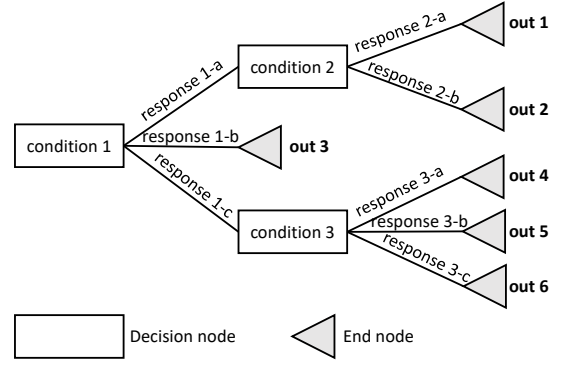 response 2-a
out 1
response 1-a
condition 2
response 2-b
out 2
condition 1
response 1-b
out 3
response 1-c
response 3-a
out 4
condition 3
response 3-b
out 5
response 3-c
out 6
Decision node
End node